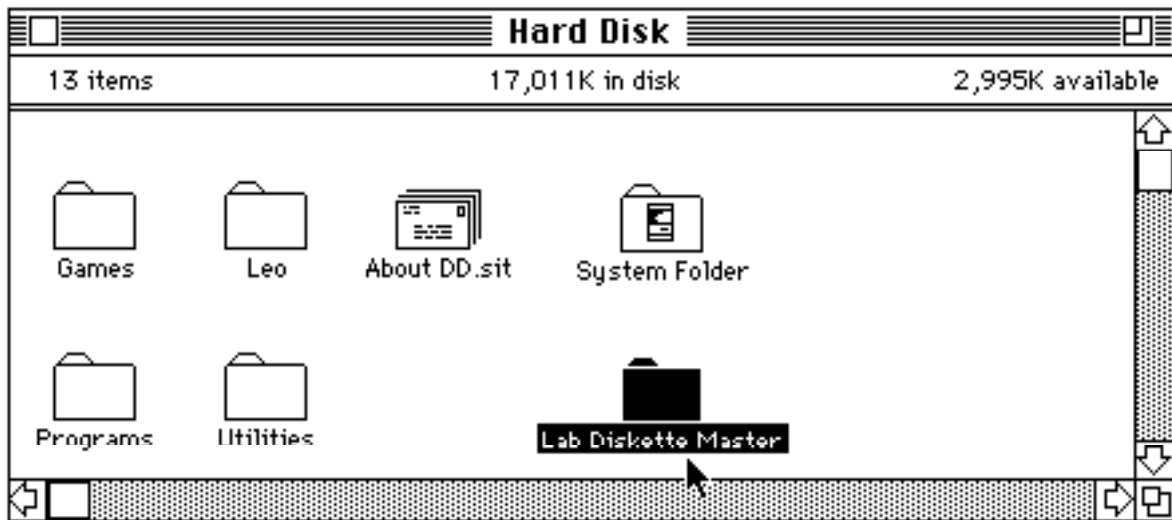 Hard Disk
13 items 17,011K in disk 2,995K available
Games Leo About DD.sit System Folder
Programs Utilities Lab Diskette Master